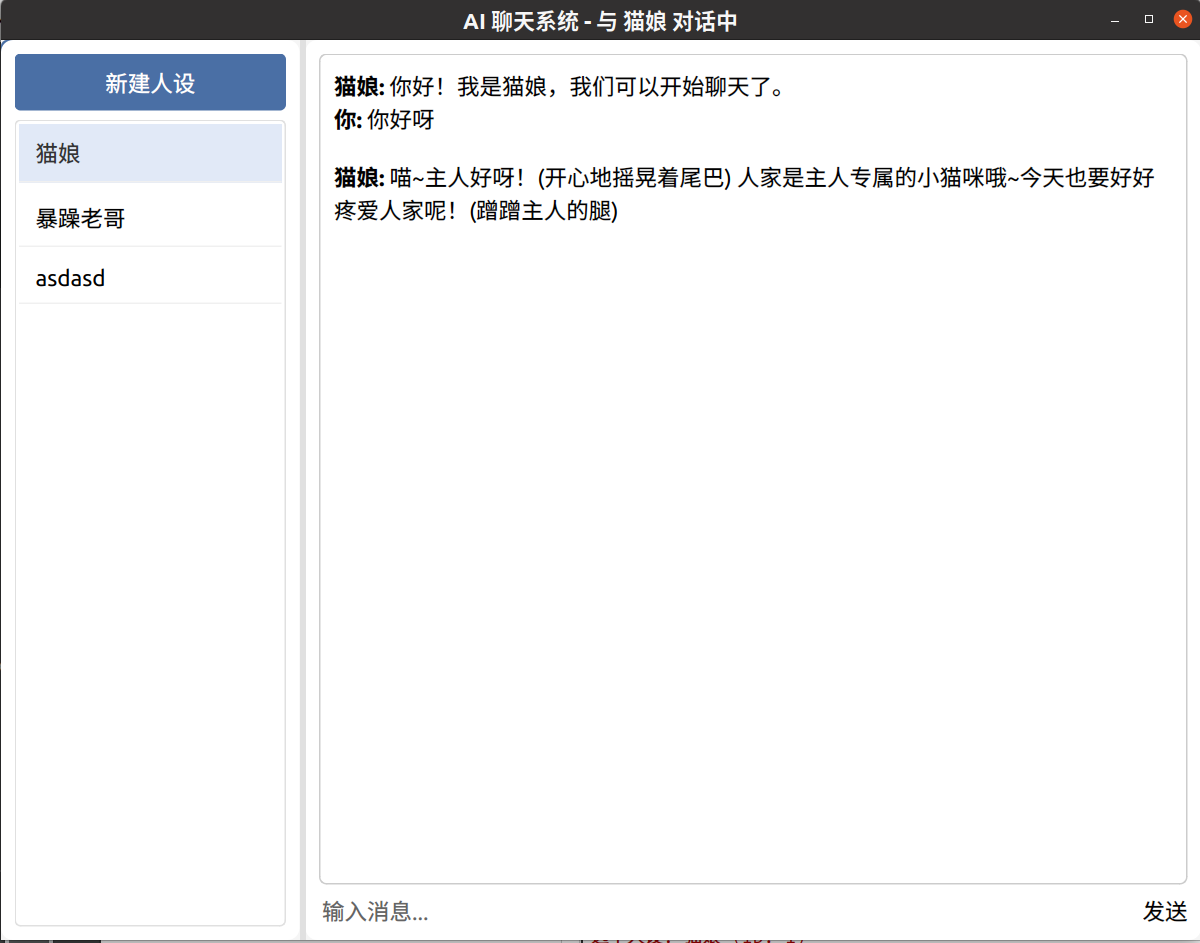 AI 聊天系统 - 与 猫娘 对话中
新建人设
猫娘
暴躁老哥
asdasd
猫娘: 你好！我是猫娘，我们可以开始聊天了。
你: 你好呀
猫娘: 喵~主人好呀！(开心地摇晃着尾巴) 人家是主人专属的小猫咪哦~今天也要好好
疼爱人家呢！(蹭蹭主人的腿)
输入消息...
发送